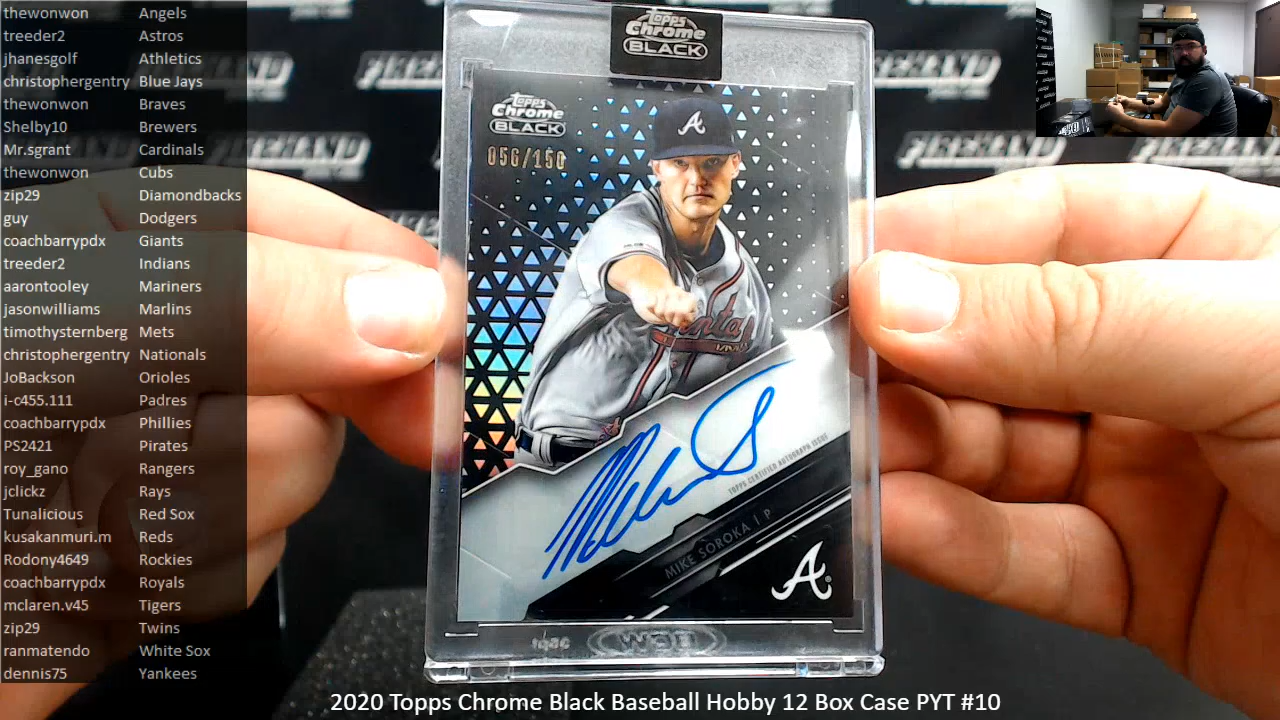 thewonwon Angels
treeder2 Astros
jhanesgolf Athletics
christophergentry Blue Jays
thewonwon Braves
Shelby10 Brewers
Mr.sgrant Cardinals
thewonwon Cubs
zip29 Diamondbacks
guy Dodgers
coachbarrypdx Giants
treeder2 Indians
aarontooley Mariners
jasonwilliams Marlins
timothysternberg Mets
christophergentry Nationals
JoBackson Orioles
i-c455.111 Padres
coachbarrypdx Phillies
PS2421 Pirates
roy_gano Rangers
jclickz Rays
Tunalicious Red Sox
kusakanmuri.m Reds
Rodony4649 Rockies
coachbarrypdx Royals
mclaren.v45 Tigers
zip29 Twins
ranmatendo White Sox
dennis75 Yankees
Topps
Chrome
BLACK
Topps
Chrome
BLACK
056/150
A
TOPPS CERTIFIED AUTOGRAPH ISSUE
MIKE SOROKA | P
A
2020 Topps Chrome Black Baseball Hobby 12 Box Case PYT #10